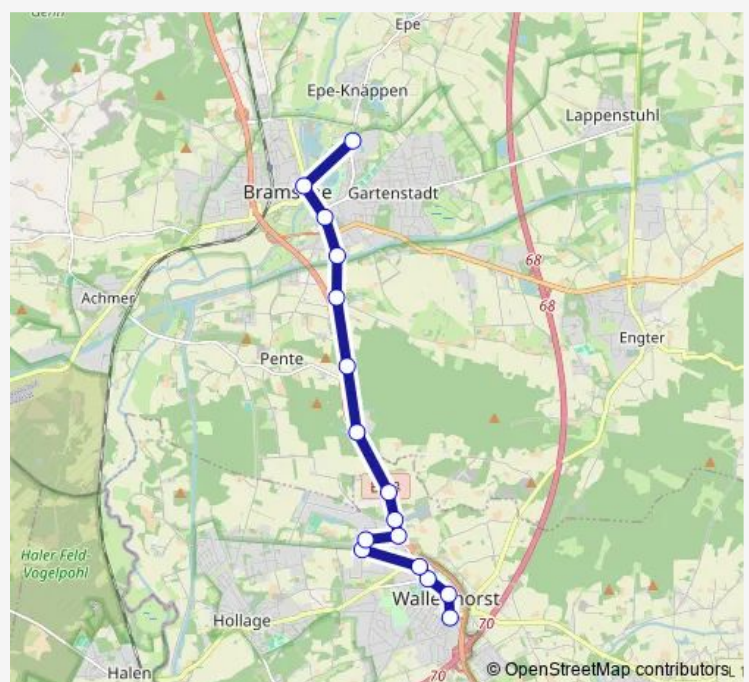 Epe
Epe-Knäppen
Lappenstuhl
Gartenstadt
68
Achmer
68
Engter
Pente
Haler Feld-
Vogelpohl
Hollage
70
Halen
70
© OpenStreetMap contributors